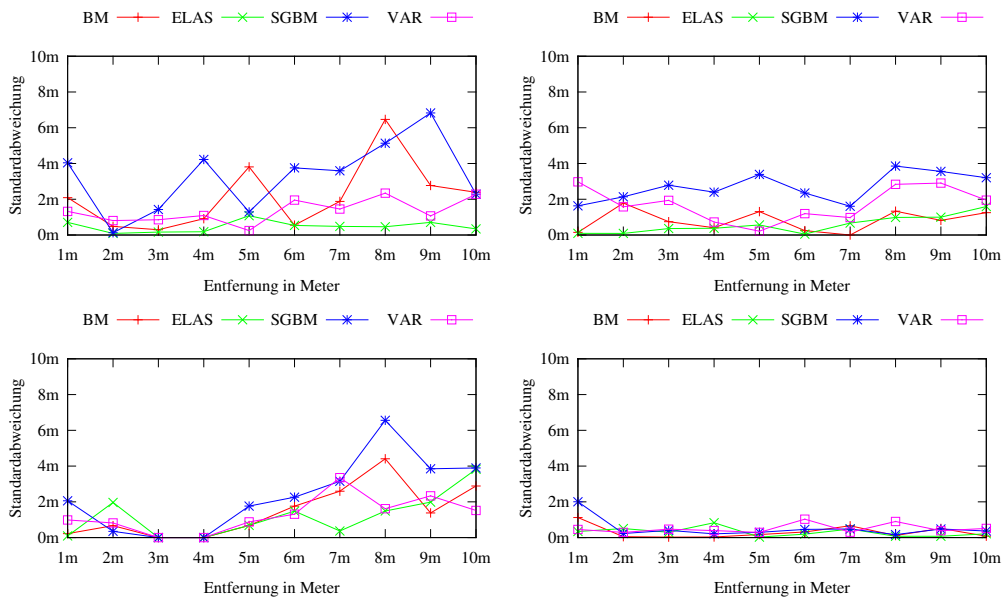 BM ELAS SGBM VAR
10m
8m
6m
4m
2m
0m
Standardabweichung
1m 2m 3m 4m 5m 6m 7m 8m 9m 10m
Entfernung in Meter
BM ELAS SGBM VAR
10m
8m
6m
4m
2m
0m
Standardabweichung
1m 2m 3m 4m 5m 6m 7m 8m 9m 10m
Entfernung in Meter
BM ELAS SGBM VAR
10m
8m
6m
4m
2m
0m
Standardabweichung
1m 2m 3m 4m 5m 6m 7m 8m 9m 10m
Entfernung in Meter
BM ELAS SGBM VAR
10m
8m
6m
4m
2m
0m
Standardabweichung
1m 2m 3m 4m 5m 6m 7m 8m 9m 10m
Entfernung in Meter